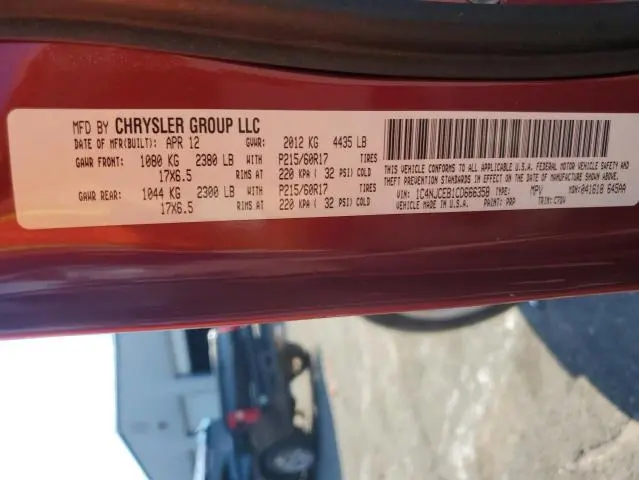 MFD BY CHRYSLER GROUP LLC
DATE OF MFR(BUILT): APR 12 GVWR: 2012 KG 4435 LB
GAWR FRONT: 1080 KG 2380 LB WITH P215/60R17 TIRES
17X6.5 RIMS AT 220 KPA ( 32 PSI) COLD
GAWR REAR: 1044 KG 2300 LB WITH P215/60R17 TIRES
17X6.5 RIMS AT 220 KPA ( 32 PSI) COLD
THIS VEHICLE CONFORMS TO ALL APPLICABLE U.S.A. FEDERAL MOTOR VEHICLE SAFETY AND
THEFT PREVENTION STANDARDS IN EFFECT ON THE DATE OF MANUFACTURE SHOWN ABOVE.
VIN: 1C4NJCEB1CD666358 TYPE: MPV MDH: 041618 645AA
VEHICLE MADE IN U.S.A. PAINT: PRP TRIM: C7DV